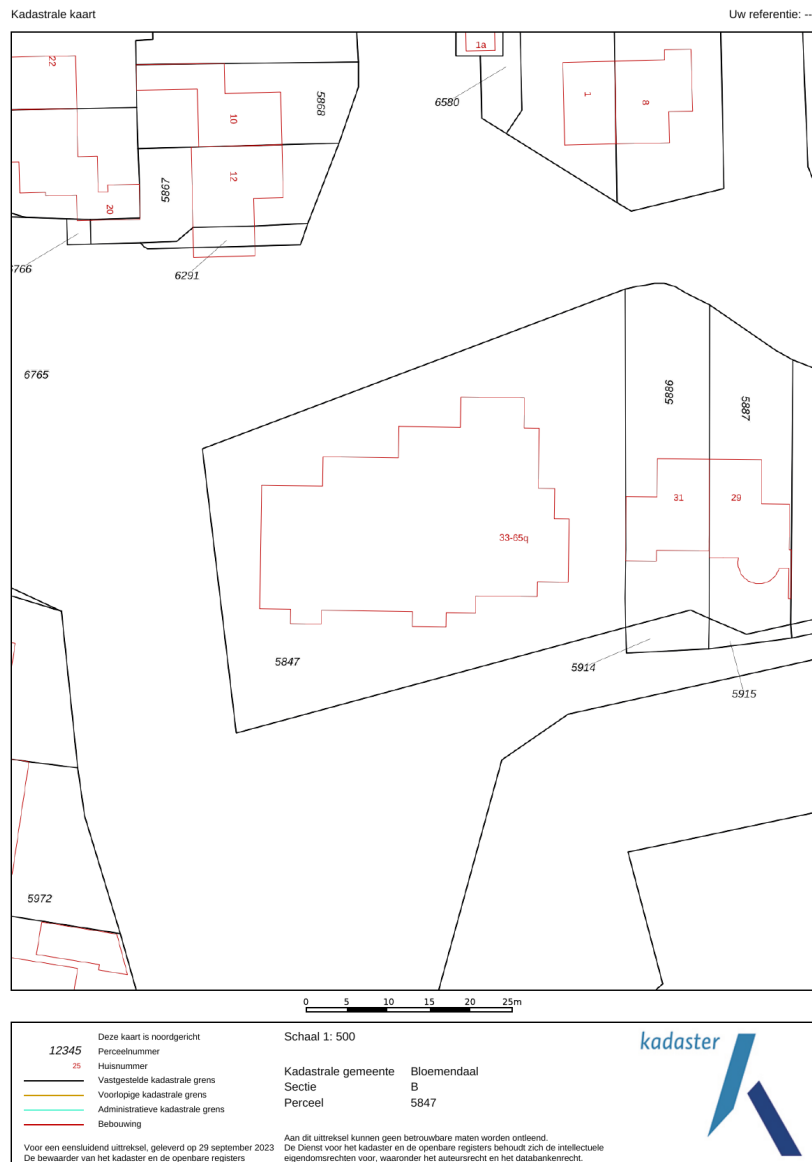 Kadastrale kaart
Uw referentie: --
22
1a
10
5868
6580
1
8
5867
12
20
6291
6765
5886
5887
31
29
33-65q
5847
5914
5915
5972
0 5 10 15 20 25m
Deze kaart is noordgericht
12345 Perceelnummer
25 Huisnummer
Vastgestelde kadastrale grens
Voorlopige kadastrale grens
Administratieve kadastrale grens
Bebouwing
Voor een eensluidend uittreksel, geleverd op 29 september 2023
De bewaarder van het kadaster en de openbare registers
Schaal 1: 500
Kadastrale gemeente Bloemendaal
Sectie B
Perceel 5847
Aan dit uittreksel kunnen geen betrouwbare maten worden ontleend.
De Dienst voor het kadaster en de openbare registers behoudt zich de intellectuele
eigendomsrechten voor, waaronder het auteursrecht en het databankenrecht.
kadaster